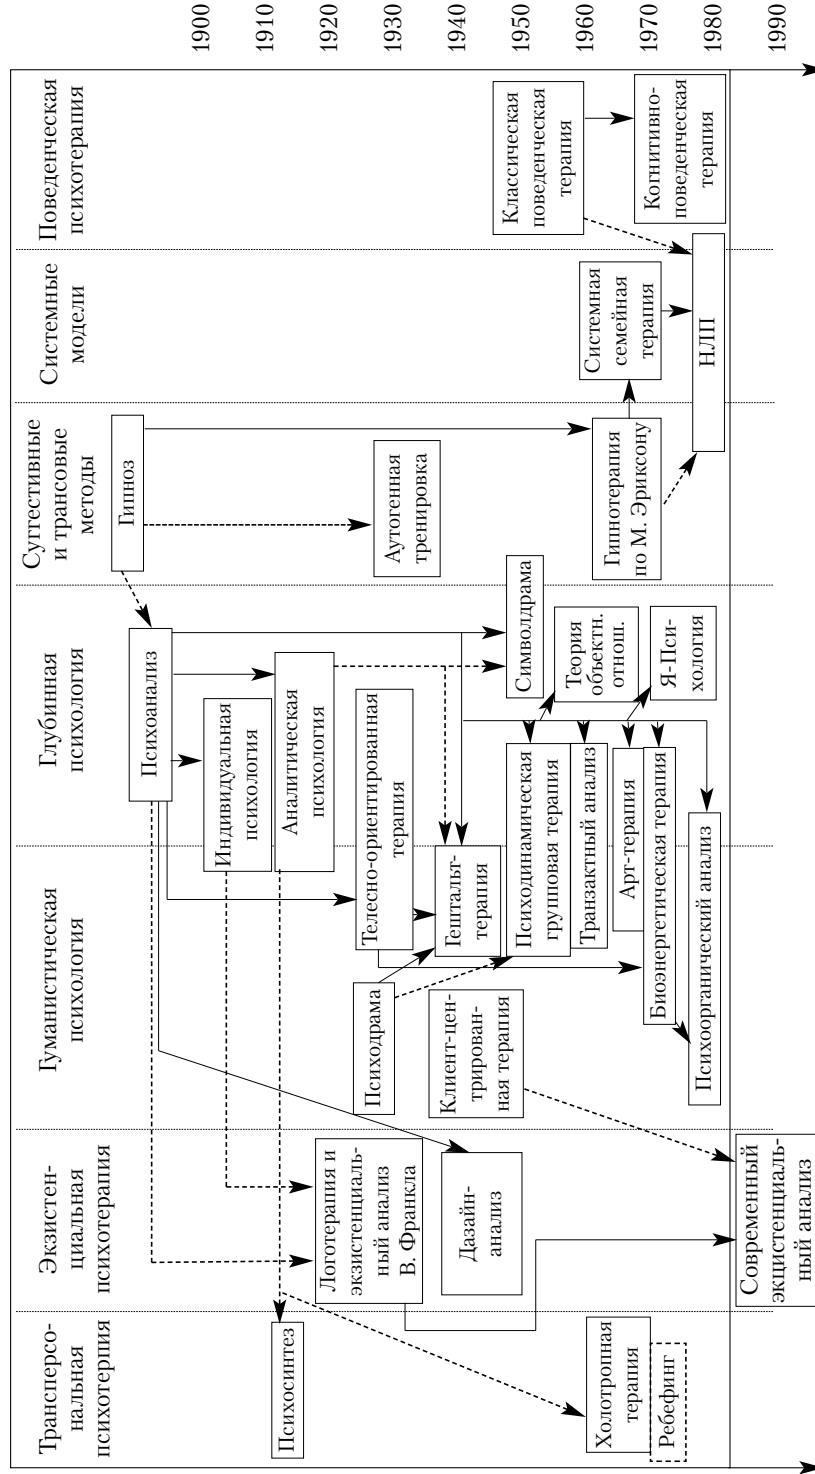 1900
1910
1920
1930
1940
1950
1960
1970
1980
1990
Поведенческая
психотерапия
Классическая
поведенческая
терапия
Когнитивно-
поведенческая
терапия
Системные
модели
Системная
семейная
терапия
НЛП
Суггестивные
и трансовые
методы
Гипноз
Аутогенная
тренировка
Гипнотерапия
по М. Эриксону
Глубинная
психология
Психоанализ
Индивидуальная
психология
Аналитическая
психология
Символдрама
Теория
объектн.
отнош.
Я-Пси-
хология
Телесно-ориентированная
терапия
Гештальт-
терапия
Психодинамическая
групповая терапия
Транзактный анализ
Арт-терапия
Биоэнергетическая терапия
Психоорганический анализ
Гуманистическая
психология
Психодрама
Клиент-цен-
трирован-
ная терапия
Экзистен-
циальная
психотерапия
Логотерапия и
экзистенциаль-
ный анализ
В. Франкла
Дазайн-
анализ
Современный
экцистенциаль-
ный анализ
Трансперсо-
нальная
психотерпия
Психосинтез
Холотропная
терапия
Ребефинг